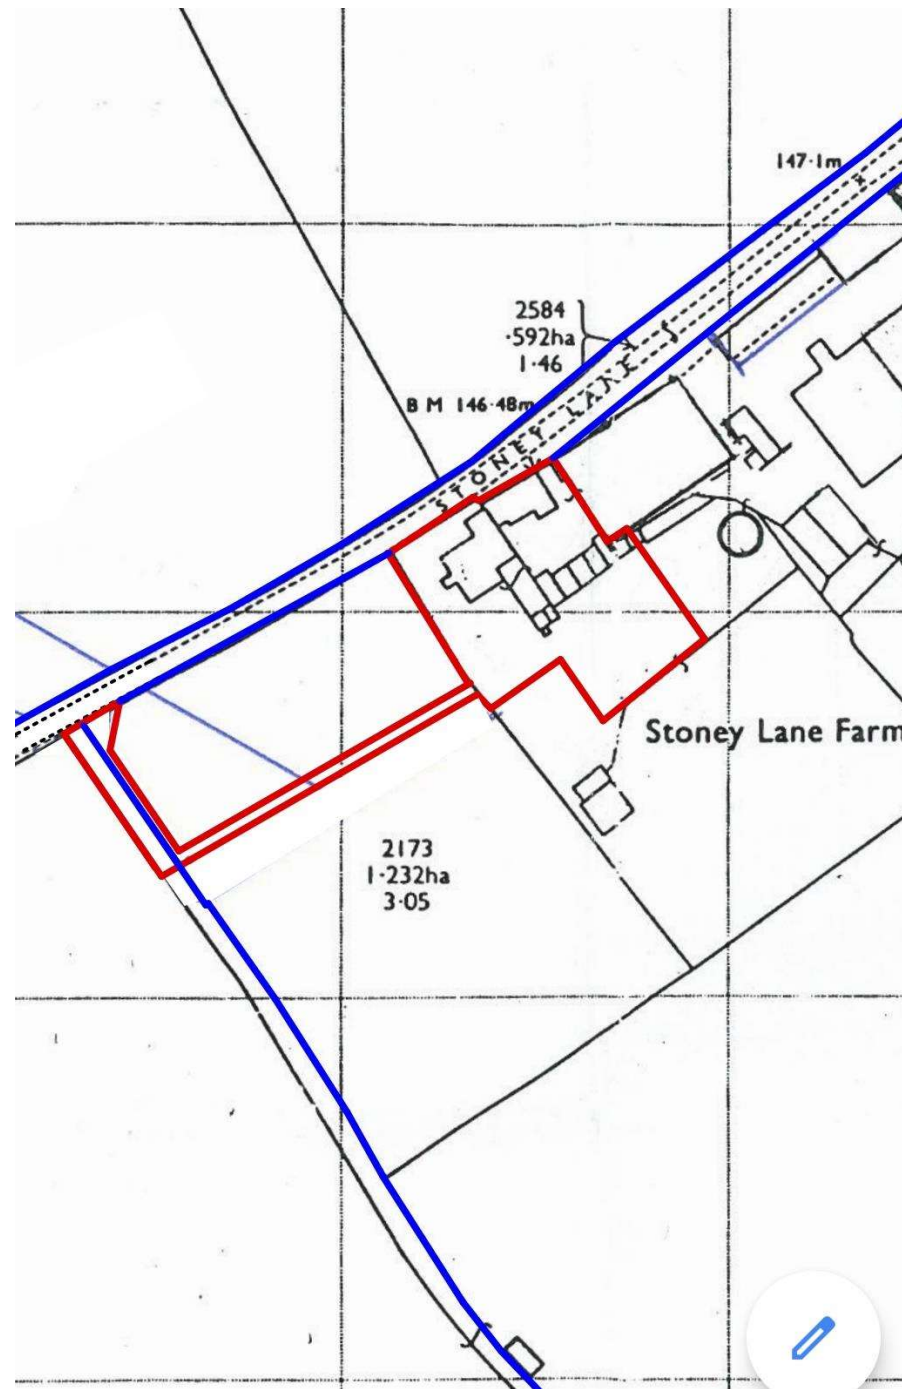 147·1m
2584
·592ha
1·46
B M 146·48m
STONEY LANE
Stoney Lane Farm
2173
1·232ha
3·05